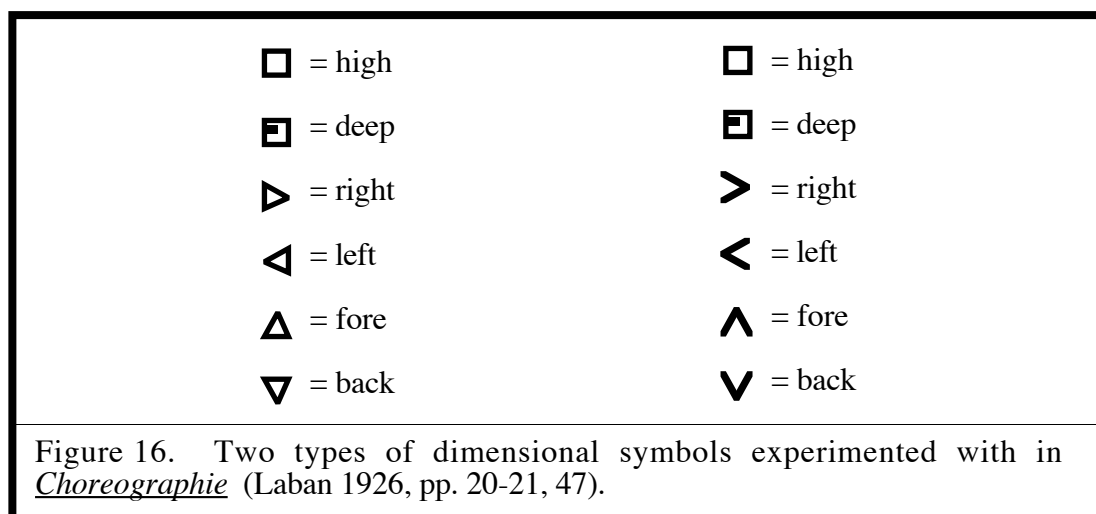 = high = high
= deep = deep
= right = right
= left = left
= fore = fore
= back = back
Figure 16. Two types of dimensional symbols experimented with in
Choreographie (Laban 1926, pp. 20-21, 47).